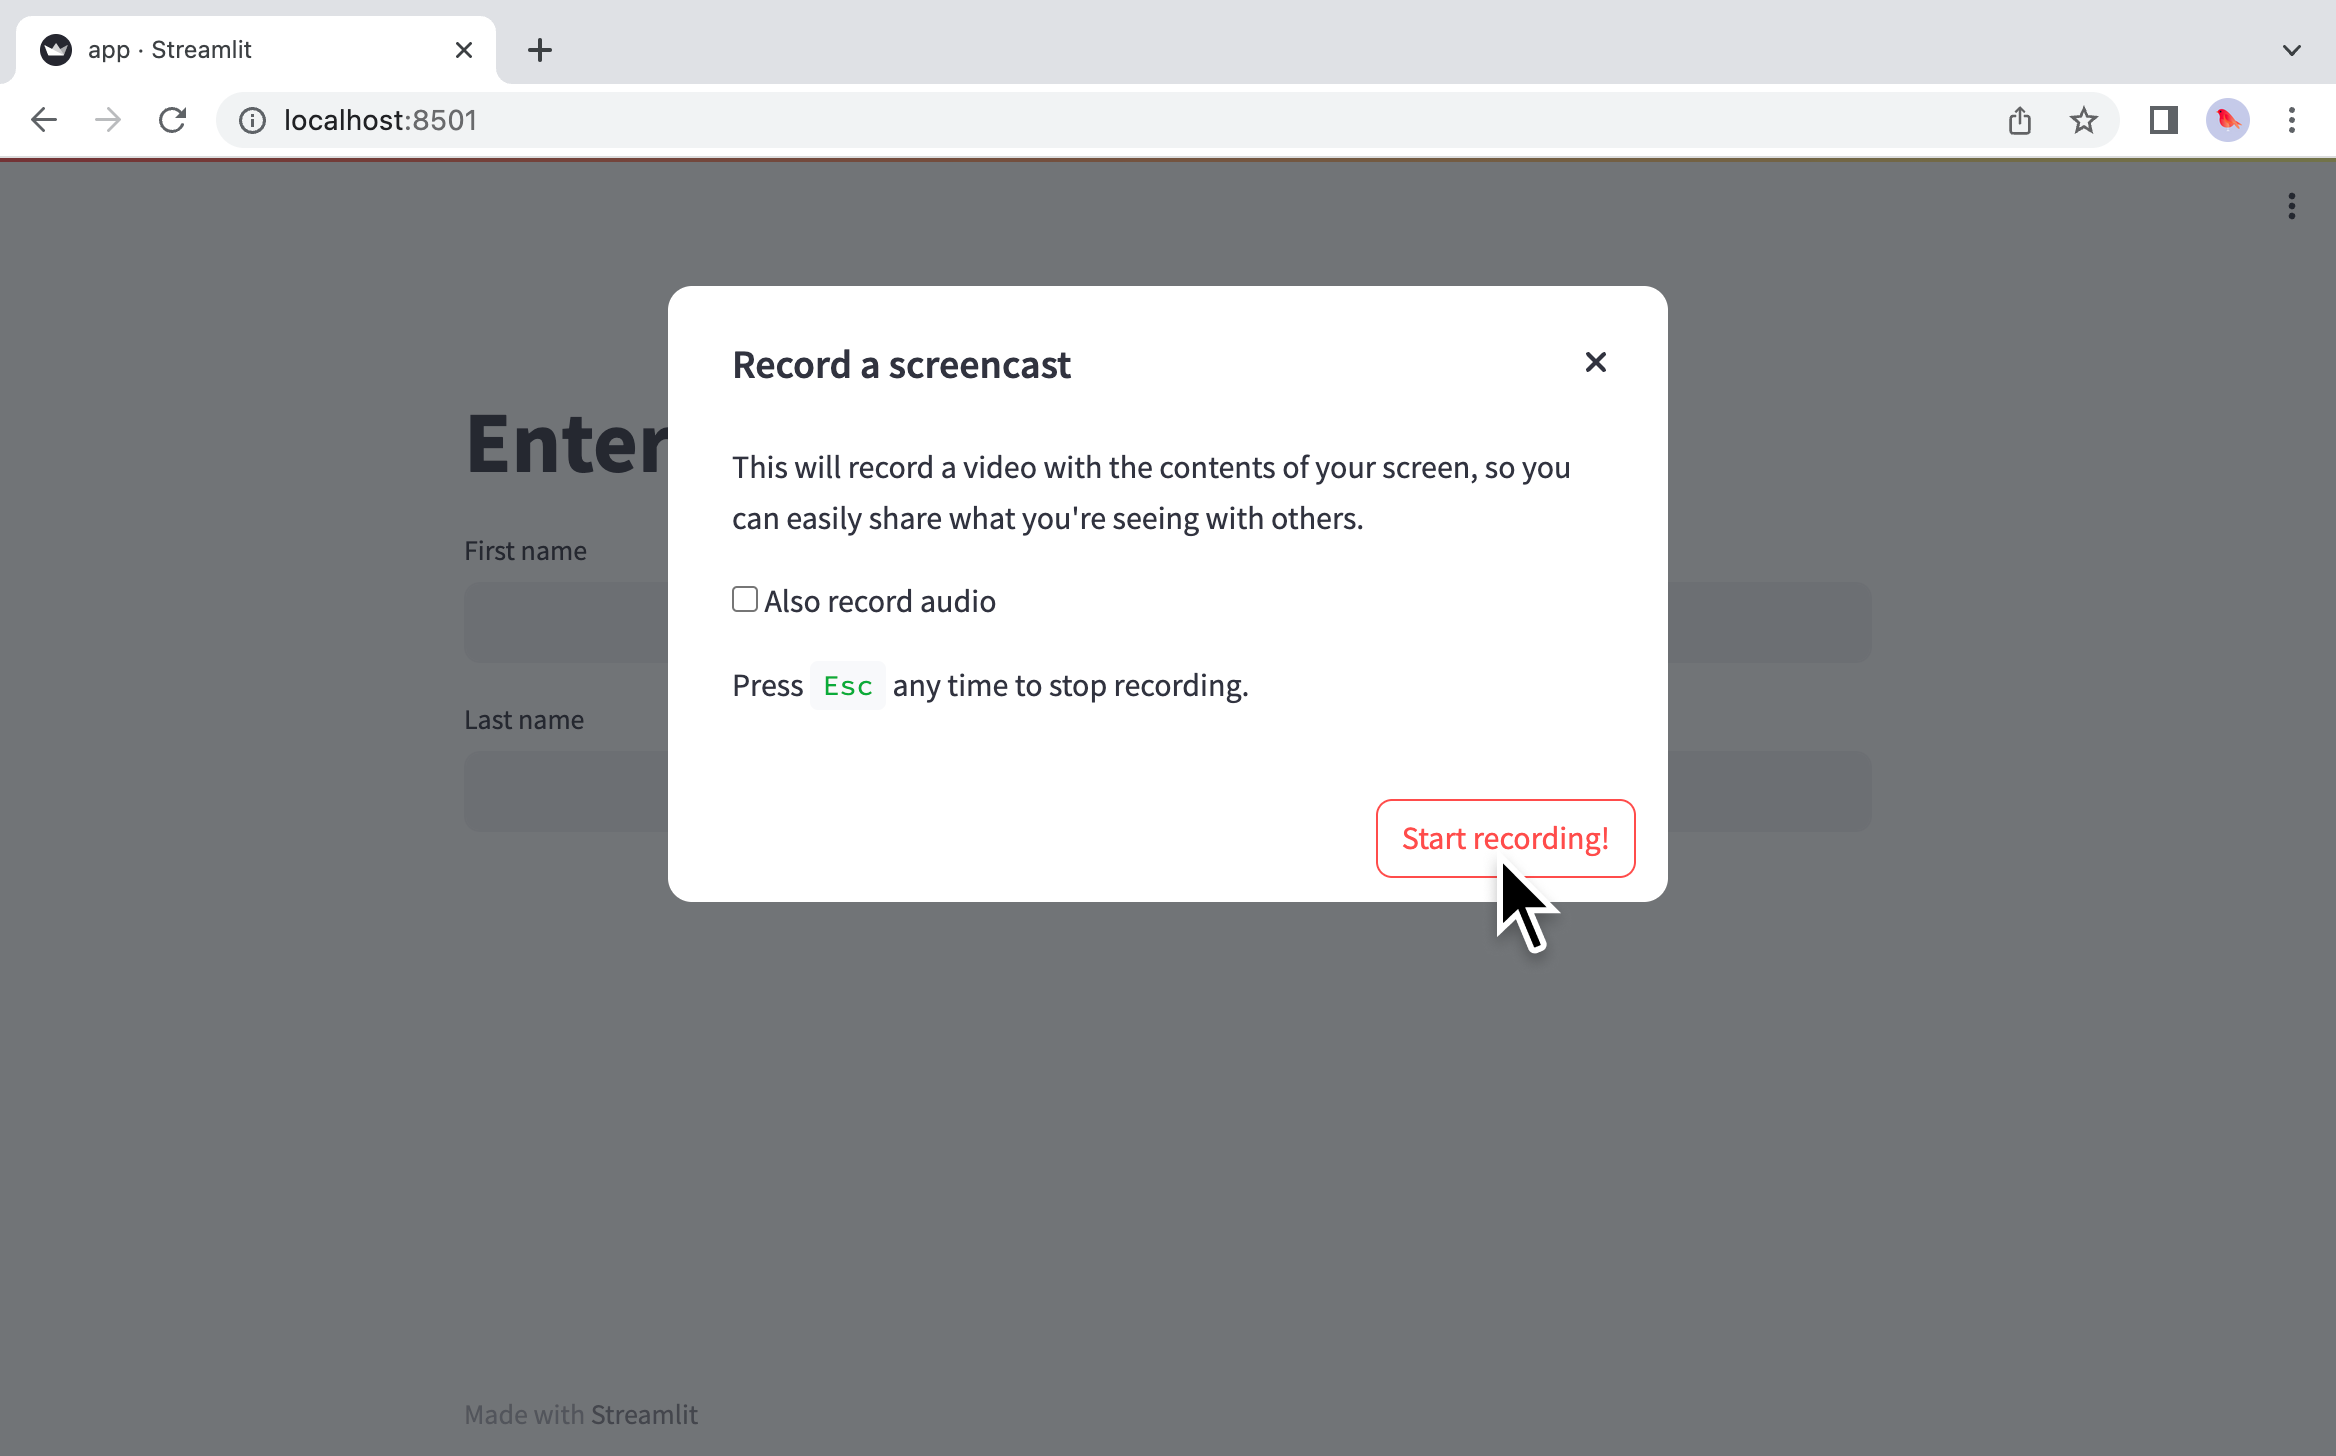 app · Streamlit
localhost:8501
Record a screencast
Enter
This will record a video with the contents of your screen, so you
can easily share what you're seeing with others.
First name
Also record audio
Press Esc any time to stop recording.
Last name
Start recording!
Made with Streamlit